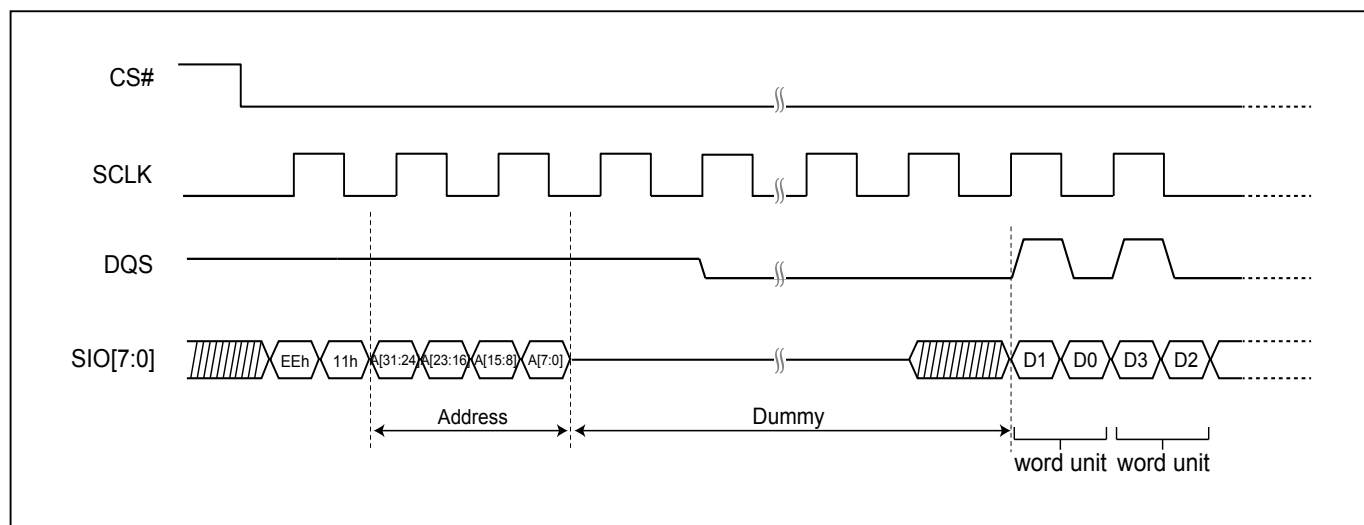 CS#
SCLK
DQS
SIO[7:0]
EEh 11h A[31:24] A[23:16] A[15:8] A[7:0] D1 D0 D3 D2
Address Dummy
word unit word unit